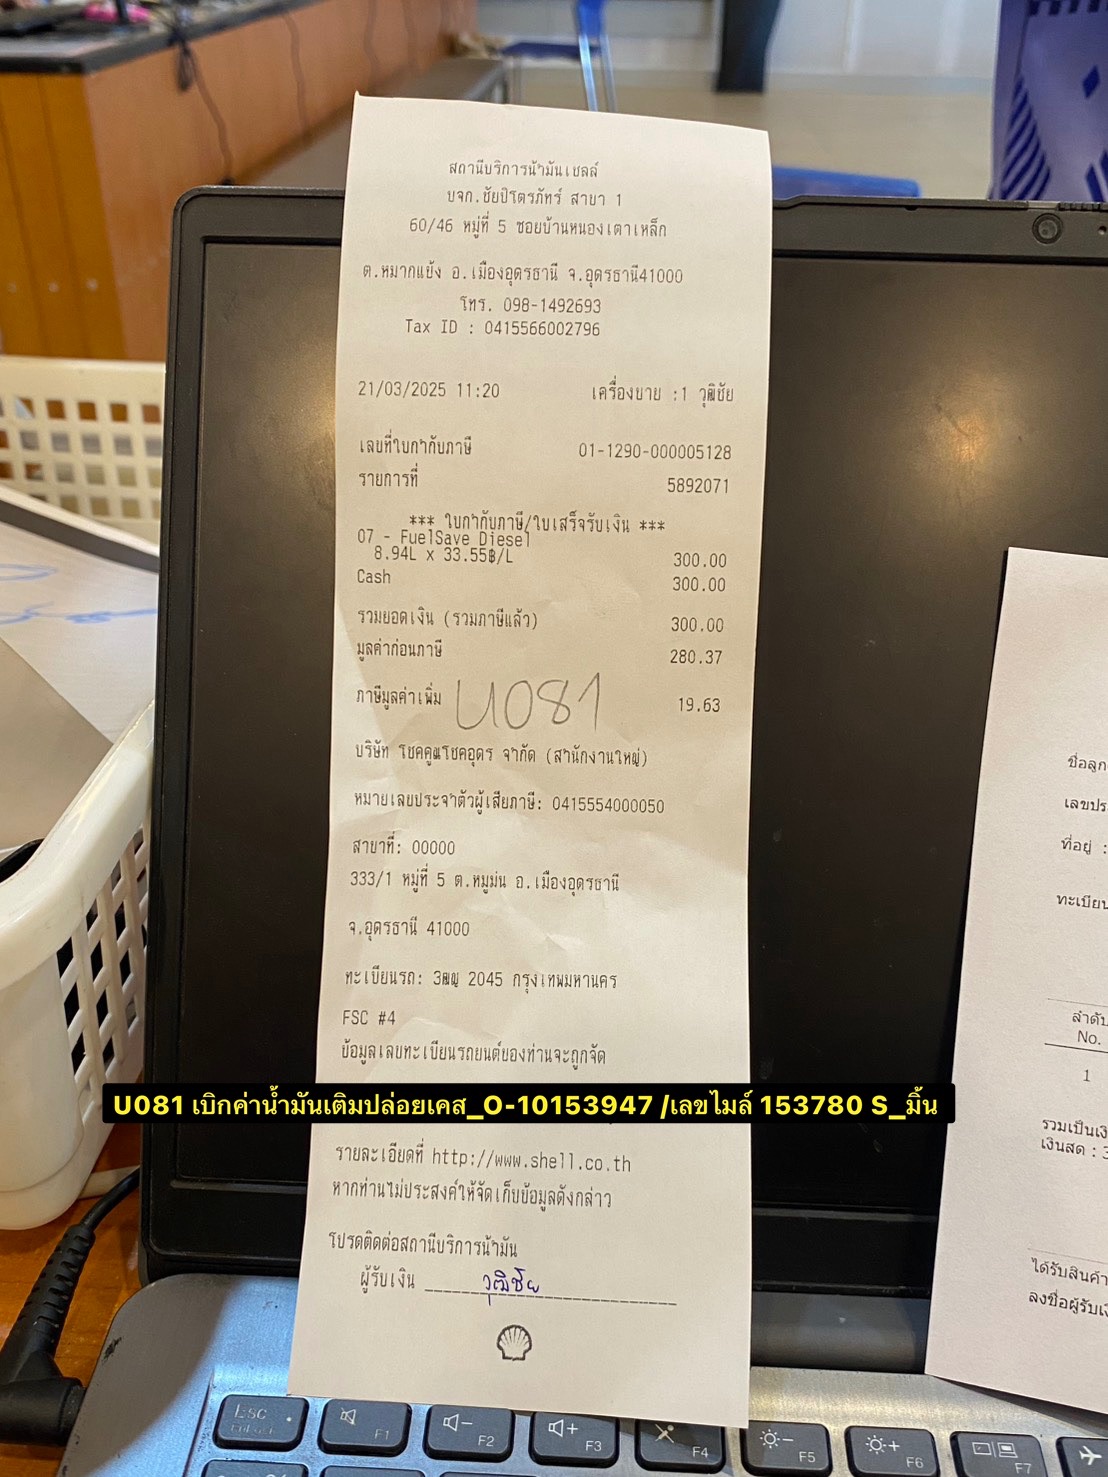 สถานีบริการน้ำมันเชลล์
บจก.ชัยปิโตรภัทร์ สาขา 1
60/46 หมู่ที่ 5 ซอยบ้านหนองเตาเหล็ก
ต.หมากแข้ง อ.เมืองอุดรธานี จ.อุดรธานี41000
โทร. 098-1492693
Tax ID : 0415566002796
21/03/2025 11:20 เครื่องขาย :1 วุฒิชัย
เลขที่ใบกำกับภาษี 01-1290-000005128
รายการที่ 5892071
*** ใบกำกับภาษี/ใบเสร็จรับเงิน ***
07 - FuelSave Diesel
8.94L x 33.55฿/L 300.00
Cash 300.00
รวมยอดเงิน (รวมภาษีแล้ว) 300.00
มูลค่าก่อนภาษี 280.37
ภาษีมูลค่าเพิ่ม U081 19.63
บริษัท โชคคูณโชคอุดร จำกัด (สำนักงานใหญ่)
หมายเลขประจำตัวผู้เสียภาษี: 0415554000050
สาขาที่: 00000
333/1 หมู่ที่ 5 ต.หมูม่น อ.เมืองอุดรธานี
จ.อุดรธานี 41000
ทะเบียนรถ: 3ฒญ 2045 กรุงเทพมหานคร
FSC #4
ข้อมูลเลขทะเบียนรถยนต์ของท่านจะถูกจัด
U081 เบิกค่าน้ำมันเติมปล่อยเคส_O-10153947 /เลขไมล์ 153780 S_มิ้น
รายละเอียดที่ http://www.shell.co.th
หากท่านไม่ประสงค์ให้จัดเก็บข้อมูลดังกล่าว
โปรดติดต่อสถานีบริการน้ำมัน
ผู้รับเงิน วุฒิชัย
ชื่อลูก
เลขประ
ที่อยู่ :
ทะเบียน
ลำดับ
No.
1
รวมเป็นเงิ
เงินสด : 3
ได้รับสินค้า
ลงชื่อผู้รับเงิ
Esc
FnLock
F1
F2
F3
F4
F5
F6
F7